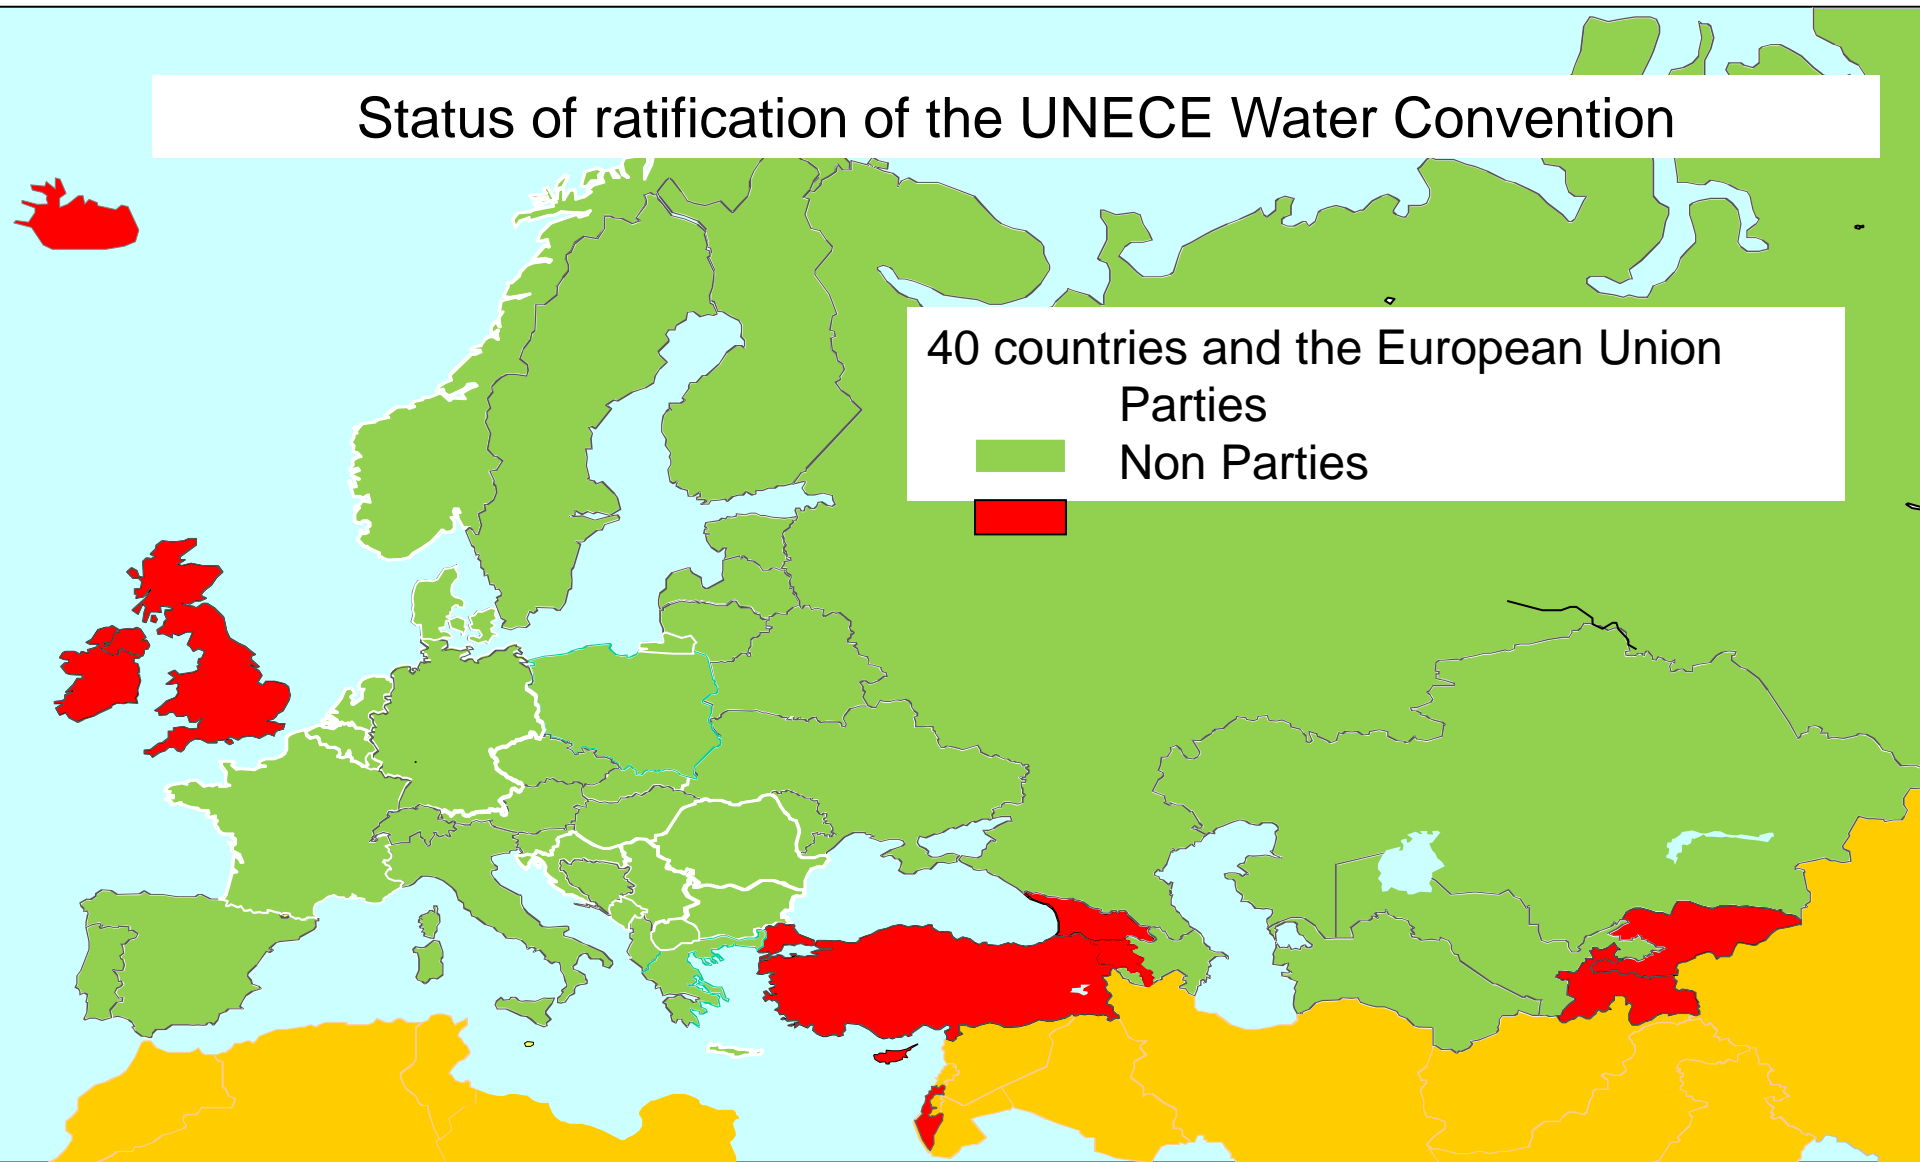 Status of ratification of the UNECE Water Convention
40 countries and the European Union
Parties
Non Parties